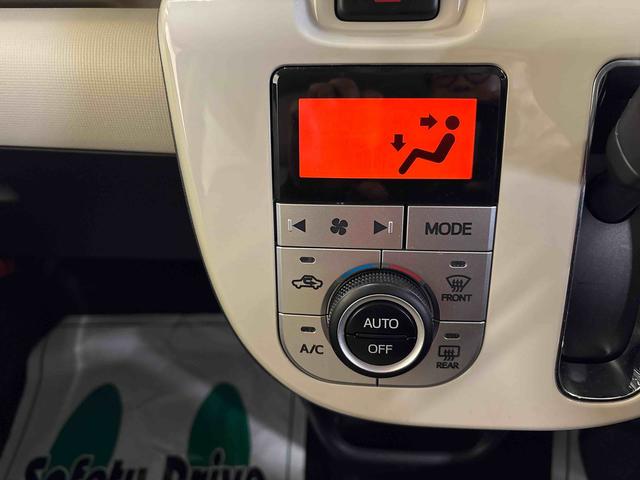 MODE
FRONT
AUTO
OFF
A/C
REAR
Safety Drive